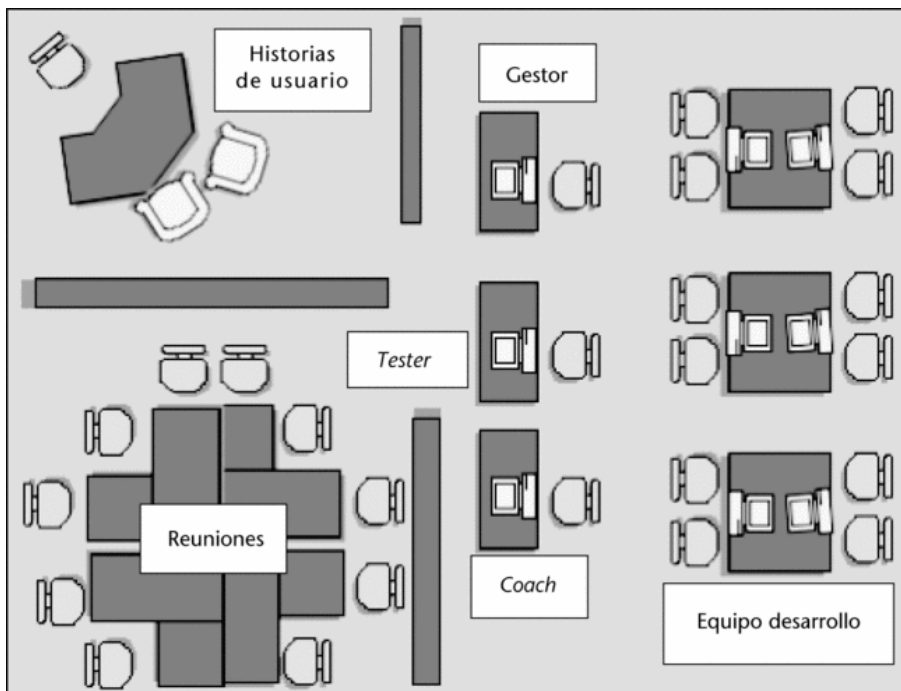 Historias
de usuario
Gestor
Tester
Reuniones
Coach
Equipo desarrollo